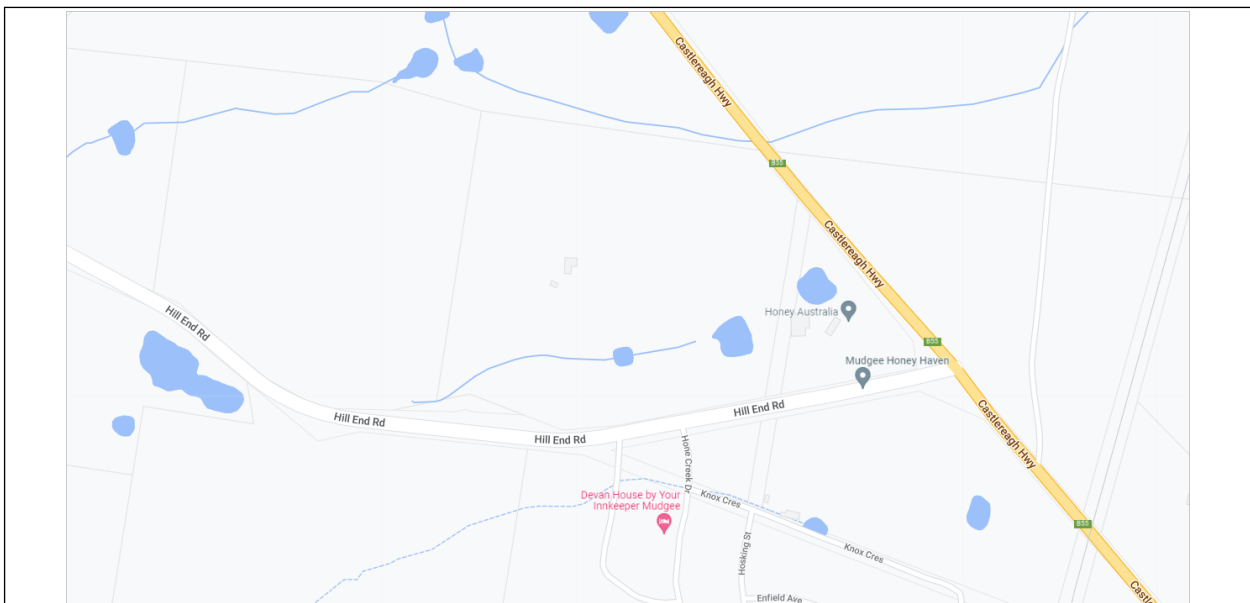 Castlereagh Hwy
B55
Castlereagh Hwy
Hill End Rd
Honey Australia
B55
Mudgee Honey Haven
Hill End Rd
Hill End Rd
Hill End Rd
Castlereagh Hwy
Hone Creek Dr
Devan House by Your
Innkeeper Mudgee
Knox Cres
B55
Hosking St
Knox Cres
Enfield Ave
Castle